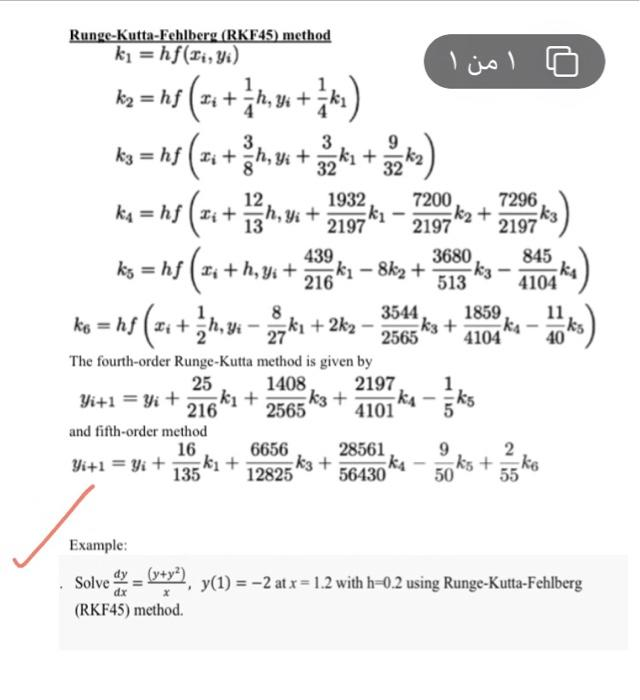 Runge-Kutta-Fehlberg (RKF45) method
١ من ١
k₁ = hf(xᵢ, yᵢ)
k₂ = hf(xᵢ + 1/4 h, yᵢ + 1/4 k₁)
k₃ = hf(xᵢ + 3/8 h, yᵢ + 3/32 k₁ + 9/32 k₂)
k₄ = hf(xᵢ + 12/13 h, yᵢ + 1932/2197 k₁ − 7200/2197 k₂ + 7296/2197 k₃)
k₅ = hf(xᵢ + h, yᵢ + 439/216 k₁ − 8k₂ + 3680/513 k₃ − 845/4104 k₄)
k₆ = hf(xᵢ + 1/2 h, yᵢ − 8/27 k₁ + 2k₂ − 3544/2565 k₃ + 1859/4104 k₄ − 11/40 k₅)
The fourth-order Runge-Kutta method is given by
yᵢ₊₁ = yᵢ + 25/216 k₁ + 1408/2565 k₃ + 2197/4101 k₄ − 1/5 k₅
and fifth-order method
yᵢ₊₁ = yᵢ + 16/135 k₁ + 6656/12825 k₃ + 28561/56430 k₄ − 9/50 k₅ + 2/55 k₆
Example:
. Solve dy/dx = (y+y²)/x, y(1) = −2 at x = 1.2 with h=0.2 using Runge-Kutta-Fehlberg
(RKF45) method.